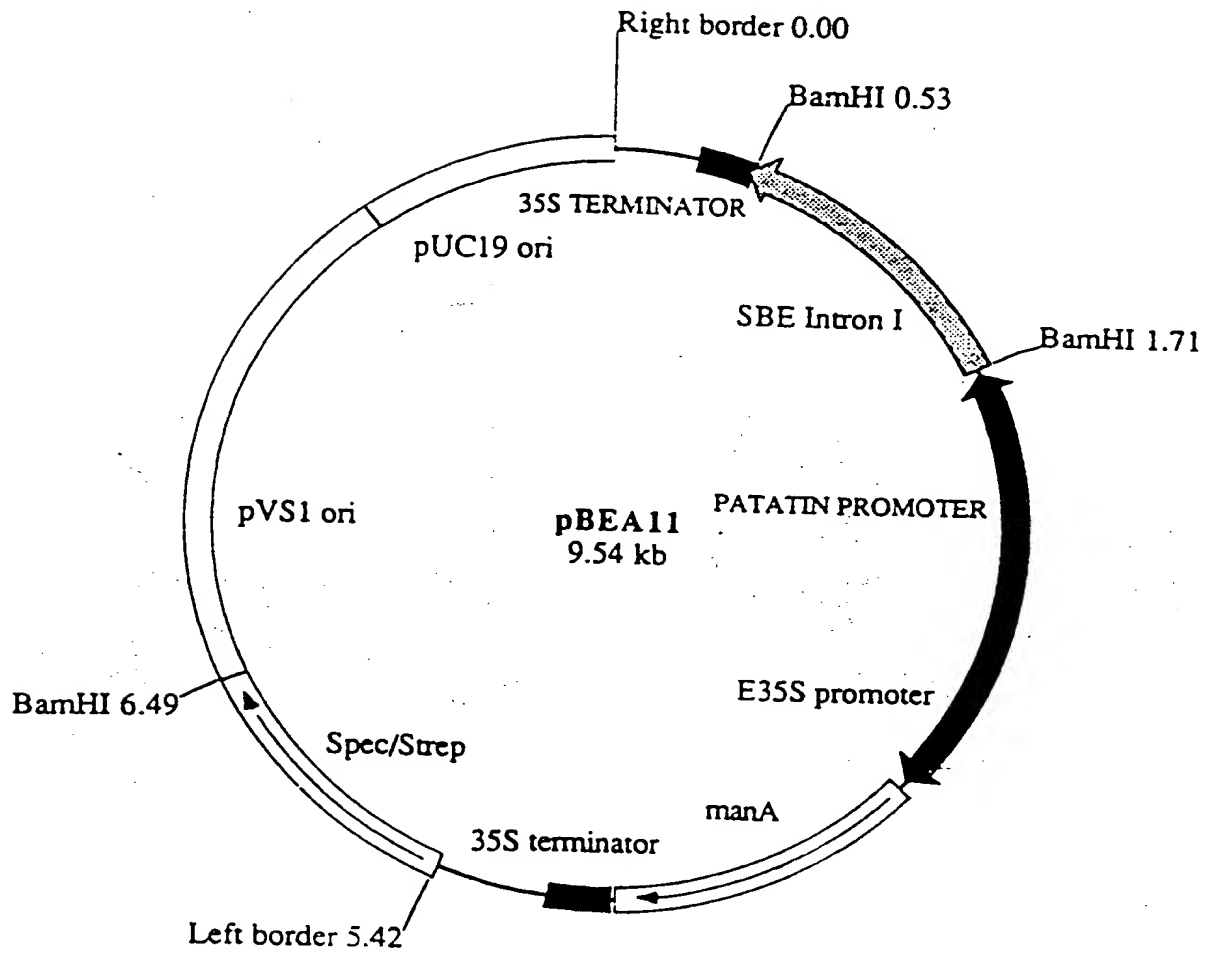 Right border 0.00
BamHI 0.53
35S TERMINATOR
pUC19 ori
SBE Intron I
BamHI 1.71
pVS1 ori
pBEA11
9.54 kb
PATATIN PROMOTER
BamHI 6.49
E35S promoter
Spec/Strep
manA
35S terminator
Left border 5.42